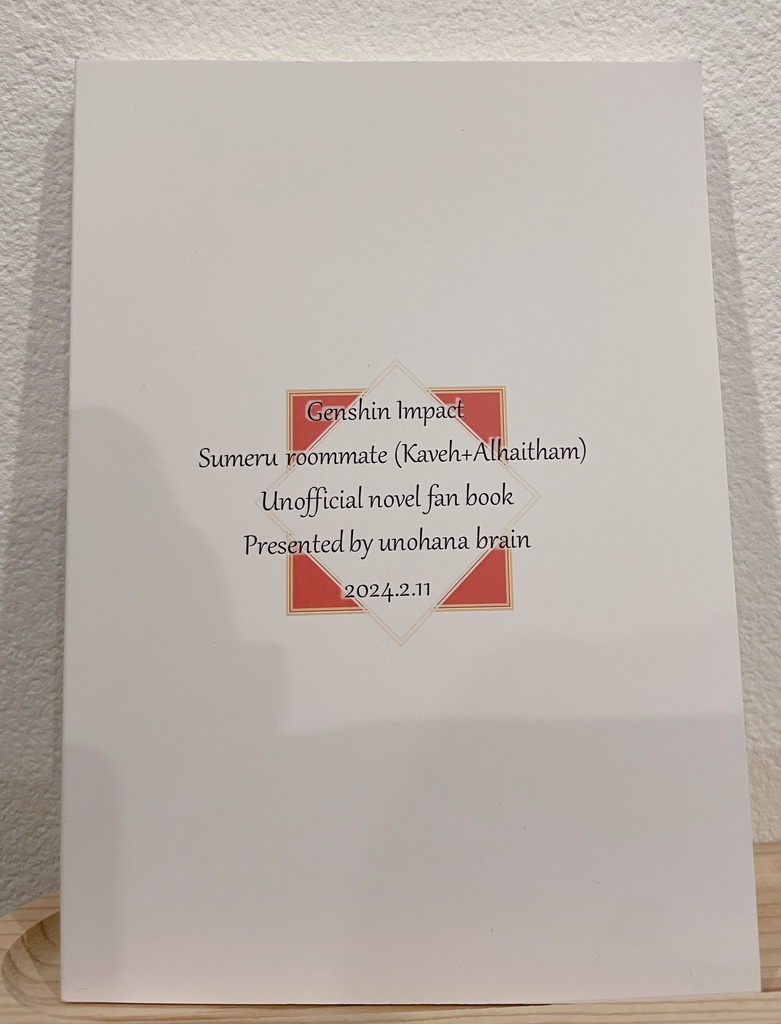 Genshin Impact
Sumeru roommate (Kaveh+Alhaitham)
Unofficial novel fan book
Presented by unohana brain
2024.2.11